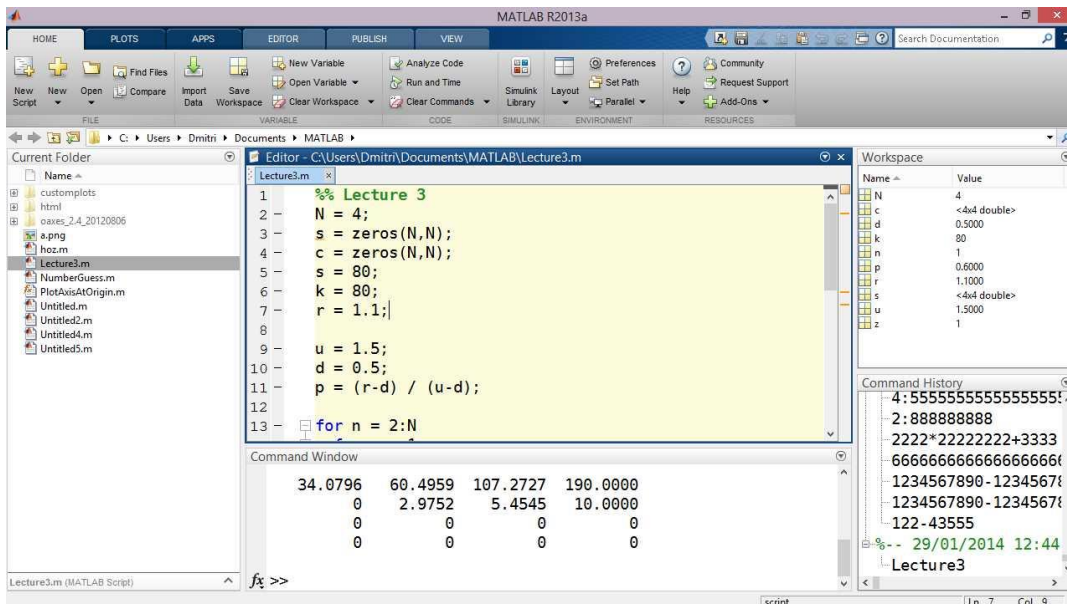 MATLAB R2013a
HOME PLOTS APPS EDITOR PUBLISH VIEW Search Documentation
New Script
New
Open
Find Files
Compare
Import Data
Save Workspace
New Variable
Open Variable
Clear Workspace
Analyze Code
Run and Time
Clear Commands
Simulink Library
Layout
Preferences
Set Path
Parallel
Help
Community
Request Support
Add-Ons
FILE VARIABLE CODE SIMULINK ENVIRONMENT RESOURCES
C: Users Dmitri Documents MATLAB
Current Folder
Name
customplots
html
oaxes_2.4_20120806
a.png
hoz.m
Lecture3.m
NumberGuess.m
PlotAxisAtOrigin.m
Untitled.m
Untitled2.m
Untitled4.m
Untitled5.m
Lecture3.m (MATLAB Script)
Editor - C:\Users\Dmitri\Documents\MATLAB\Lecture3.m
Lecture3.m
1 %% Lecture 3
2 - N = 4;
3 - s = zeros(N,N);
4 - c = zeros(N,N);
5 - s = 80;
6 - k = 80;
7 - r = 1.1;
8
9 - u = 1.5;
10 - d = 0.5;
11 - p = (r-d) / (u-d);
12
13 - for n = 2:N
Command Window
34.0796 60.4959 107.2727 190.0000
0 2.9752 5.4545 10.0000
0 0 0 0
0 0 0 0
fx >>
Workspace
Name Value
N 4
c <4x4 double>
d 0.5000
k 80
n 1
p 0.6000
r 1.1000
s <4x4 double>
u 1.5000
z 1
Command History
2:888888888
2222*22222222+3333
122-43555
%-- 29/01/2014 12:44
Lecture3
script Ln 7 Col 9